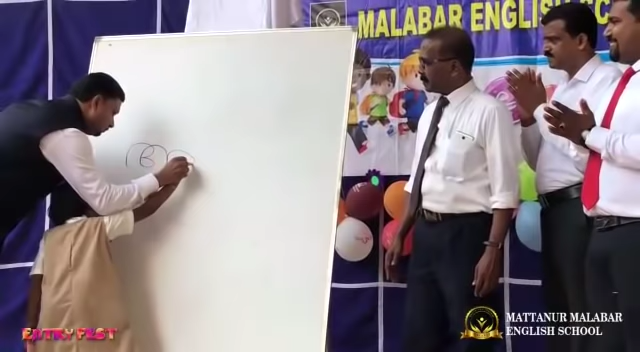 MALABAR ENGLISH
ENTRY FEST
MATTANUR MALABAR
ENGLISH SCHOOL